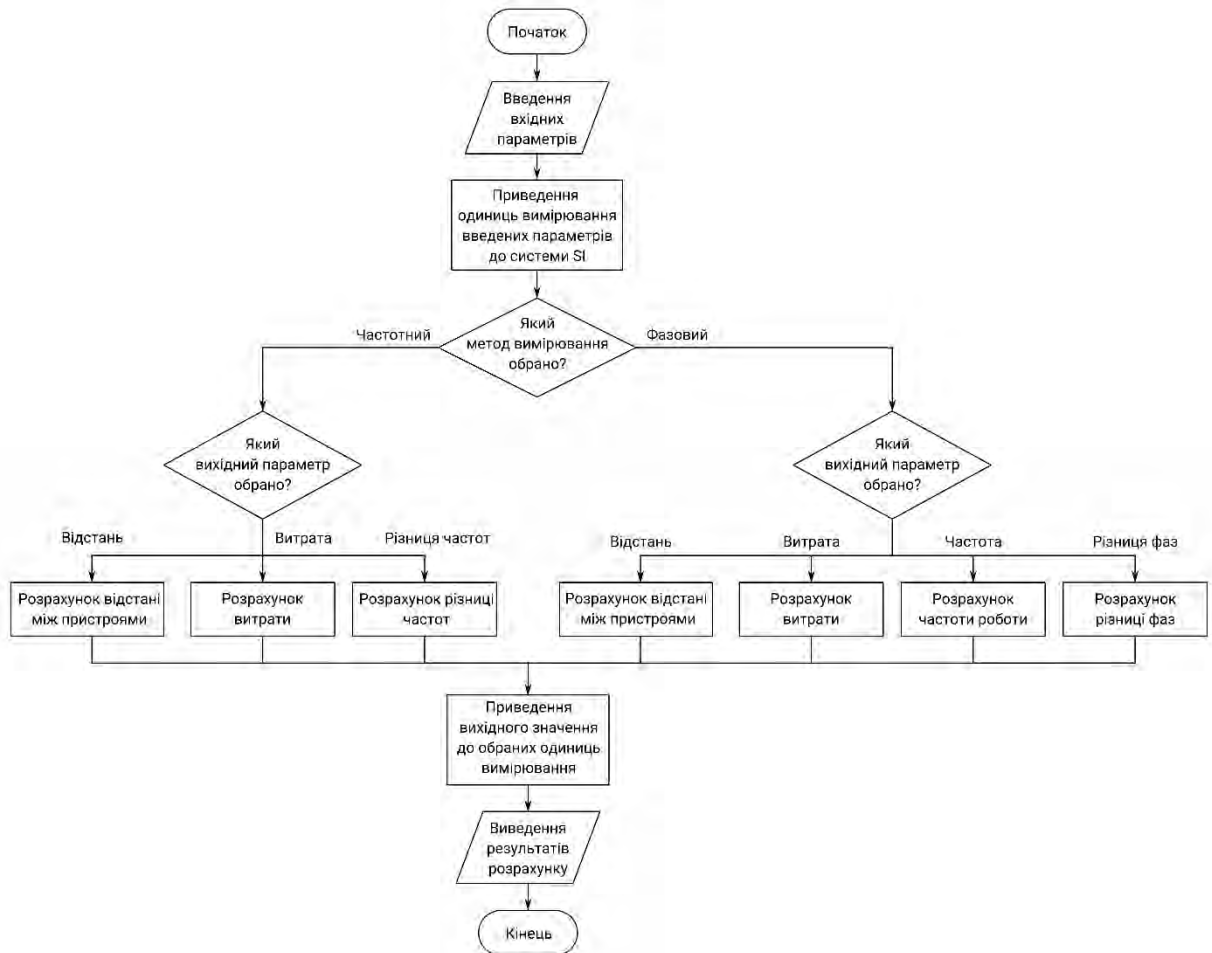 Початок
Введення
вхідних
параметрів
Приведення
одиниць вимірювання
введених параметрів
до системи SI
Частотний
Який
метод вимірювання
обрано?
Фазовий
Який
вихідний параметр
обрано?
Який
вихідний параметр
обрано?
Відстань
Витрата
Різниця частот
Відстань
Витрата
Частота
Різниця фаз
Розрахунок відстані
між пристроями
Розрахунок
витрати
Розрахунок різниці
частот
Розрахунок відстані
між пристроями
Розрахунок
витрати
Розрахунок
частоти роботи
Розрахунок
різниці фаз
Приведення
вихідного значення
до обраних одиниць
вимірювання
Виведення
результатів
розрахунку
Кінець